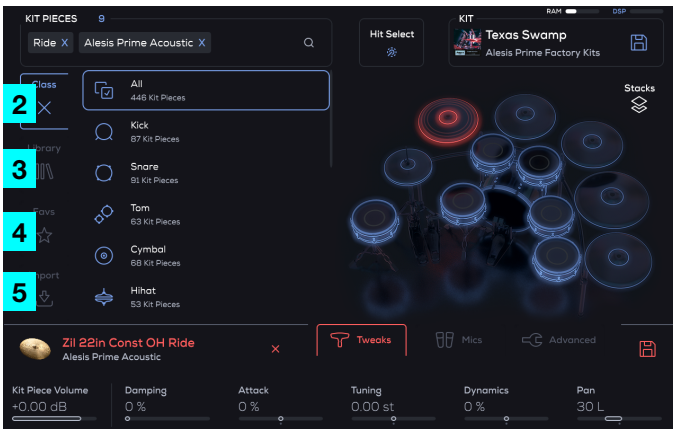 KIT PIECES 9
RAM DSP
KIT
Ride X Alesis Prime Acoustic X
Hit Select
Texas Swamp
Alesis Prime Factory Kits
Class
2
Library
3
Favs
4
Import
5
All
446 Kit Pieces
Kick
87 Kit Pieces
Snare
91 Kit Pieces
Tom
63 Kit Pieces
Cymbal
68 Kit Pieces
Hihat
53 Kit Pieces
Stacks
Zil 22in Const OH Ride
Alesis Prime Acoustic
Tweaks Mics Advanced
Kit Piece Volume Damping Attack Tuning Dynamics Pan
+0.00 dB 0 % 0 % 0.00 st 0 % 30 L